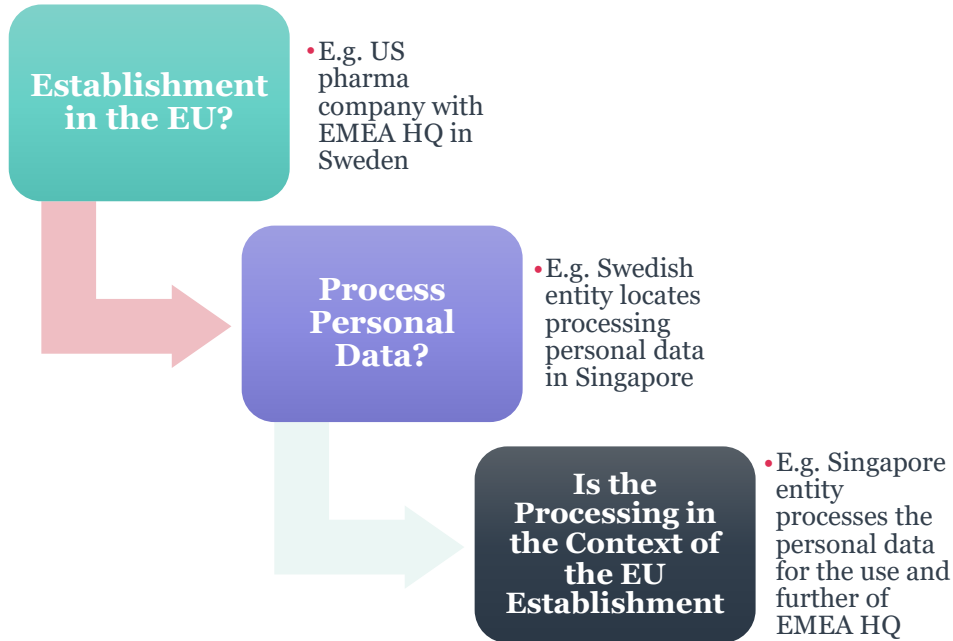 Establishment
in the EU?
•E.g. US
pharma
company with
EMEA HQ in
Sweden
Process
Personal
Data?
•E.g. Swedish
entity locates
processing
personal data
in Singapore
Is the
Processing in
the Context of
the EU
Establishment
•E.g. Singapore
entity
processes the
personal data
for the use and
further of
EMEA HQ